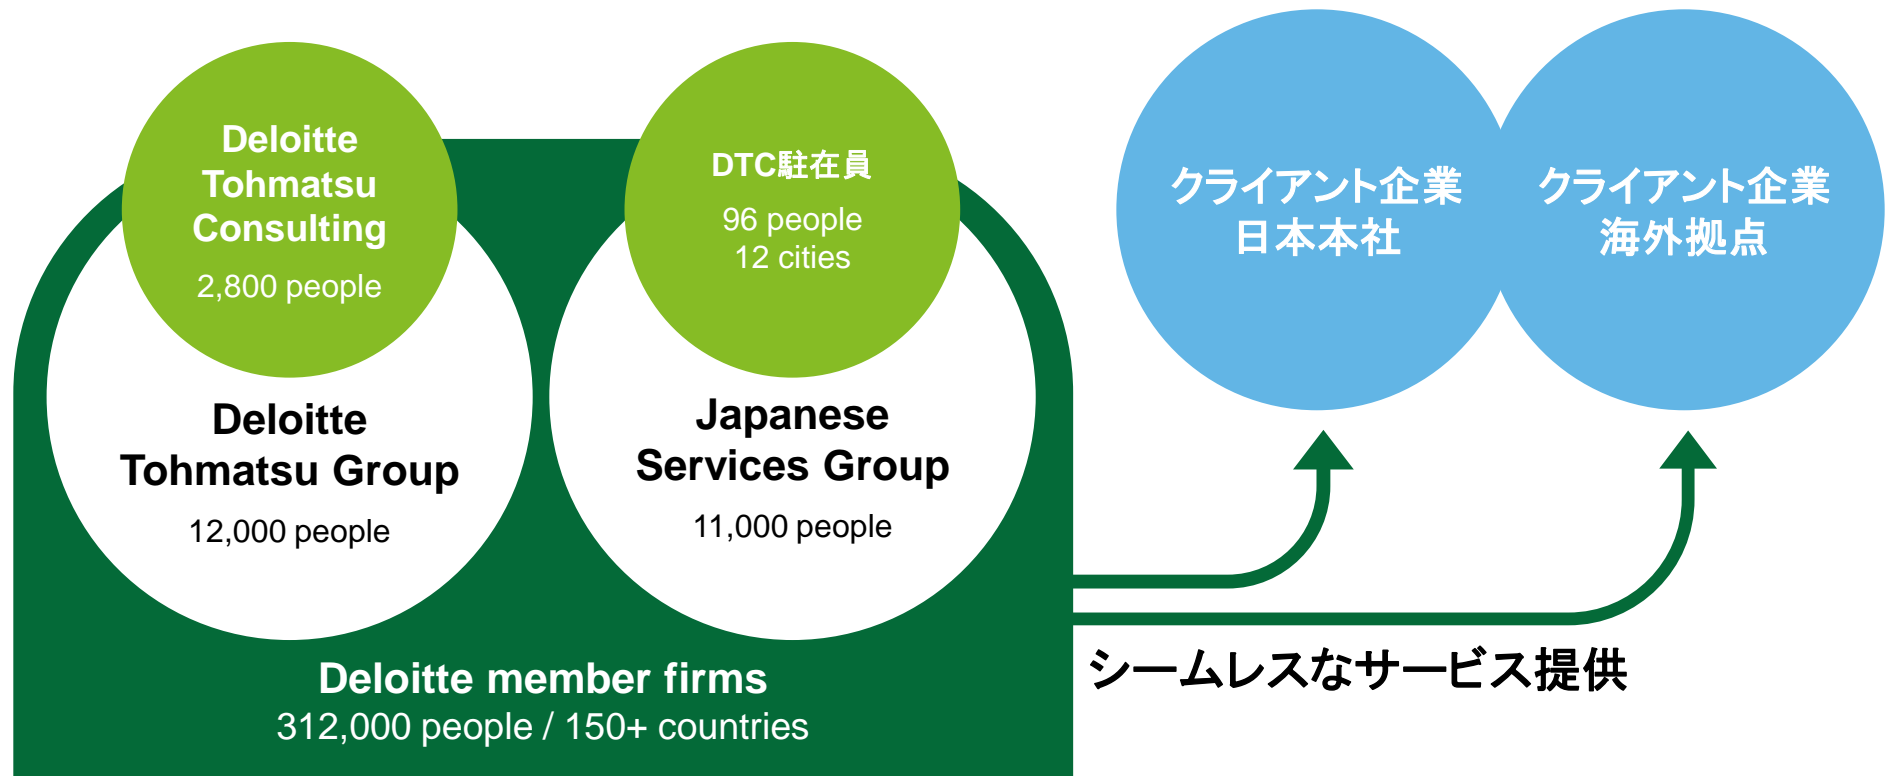 Deloitte
Tohmatsu
Consulting
2,800 people
DTC駐在員
96 people
12 cities
クライアント企業
日本本社
クライアント企業
海外拠点
Deloitte
Tohmatsu Group
12,000 people
Japanese
Services Group
11,000 people
Deloitte member firms
312,000 people / 150+ countries
シームレスなサービス提供